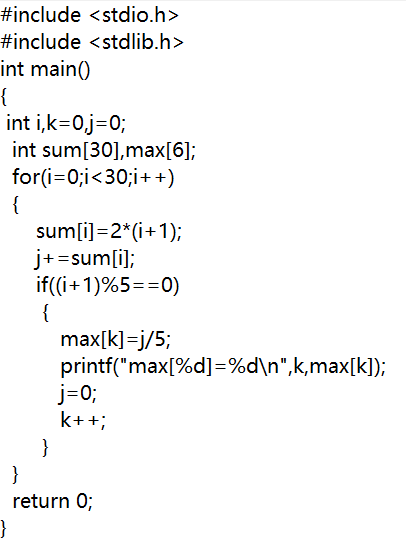 #include <stdio.h>
#include <stdlib.h>
int main()
{
int i,k=0,j=0;
int sum[30],max[6];
for(i=0;i<30;i++)
{
sum[i]=2*(i+1);
j+=sum[i];
if((i+1)%5==0)
{
max[k]=j/5;
printf("max[%d]=%d\n",k,max[k]);
j=0;
k++;
}
}
return 0;
}